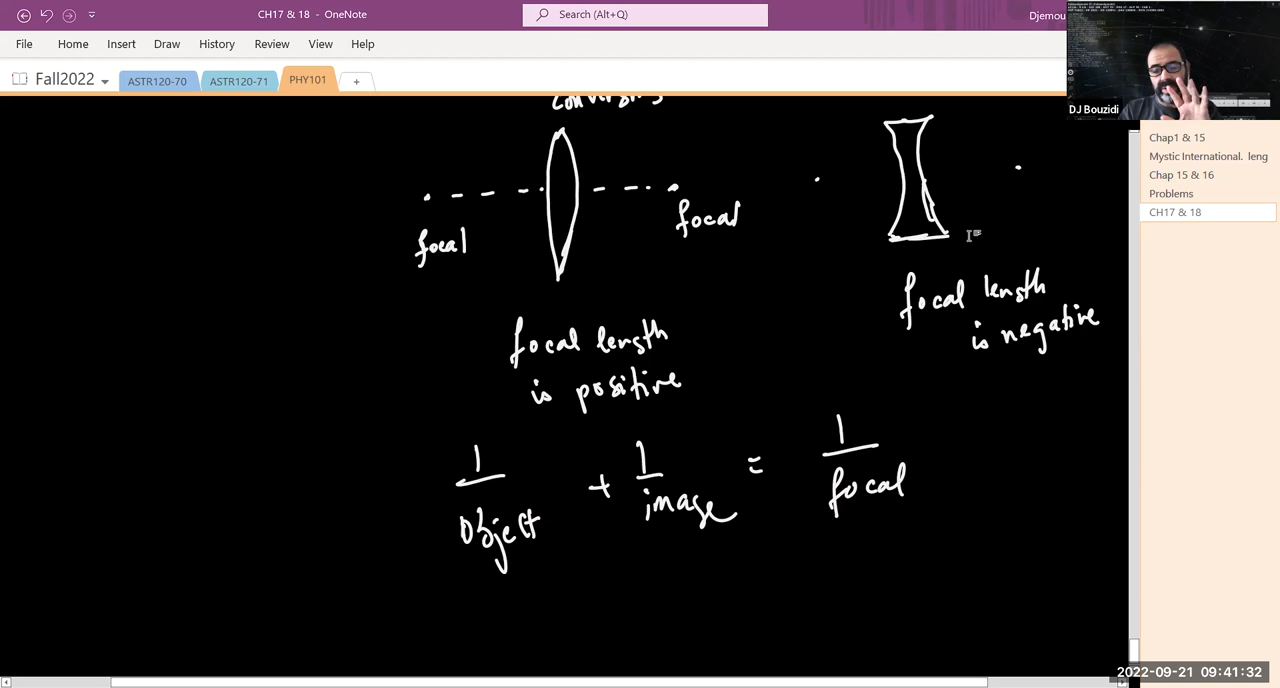 CH17 & 18 - OneNote
Search (Alt+Q)
Djemou
File Home Insert Draw History Review View Help
Fall2022
ASTR120-70
ASTR120-71
PHY101
+
DJ Bouzidi
Chap1 & 15
Mystic International. leng
Chap 15 & 16
Problems
CH17 & 18
focal
focal
focal length
is negative
focal length
is positive
1/object + 1/image = 1/focal
2022-09-21 09:41:32